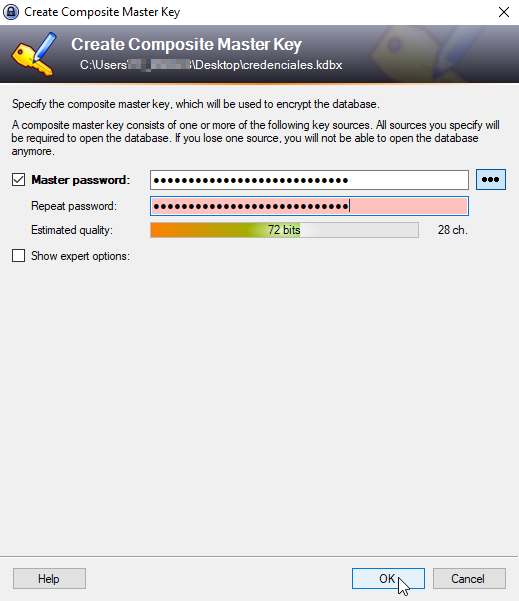 Create Composite Master Key
Create Composite Master Key
C:\Users\ \Desktop\credenciales.kdbx
Specify the composite master key, which will be used to encrypt the database.
A composite master key consists of one or more of the following key sources. All sources you specify will
be required to open the database. If you lose one source, you will not be able to open the database
anymore.
Master password: ●●●●●●●●●●●●●●●●●●●●●●●●●●●● ●●●
Repeat password: ●●●●●●●●●●●●●●●●●●●●●●●●●●●●
Estimated quality: 72 bits 28 ch.
Show expert options:
Help OK Cancel